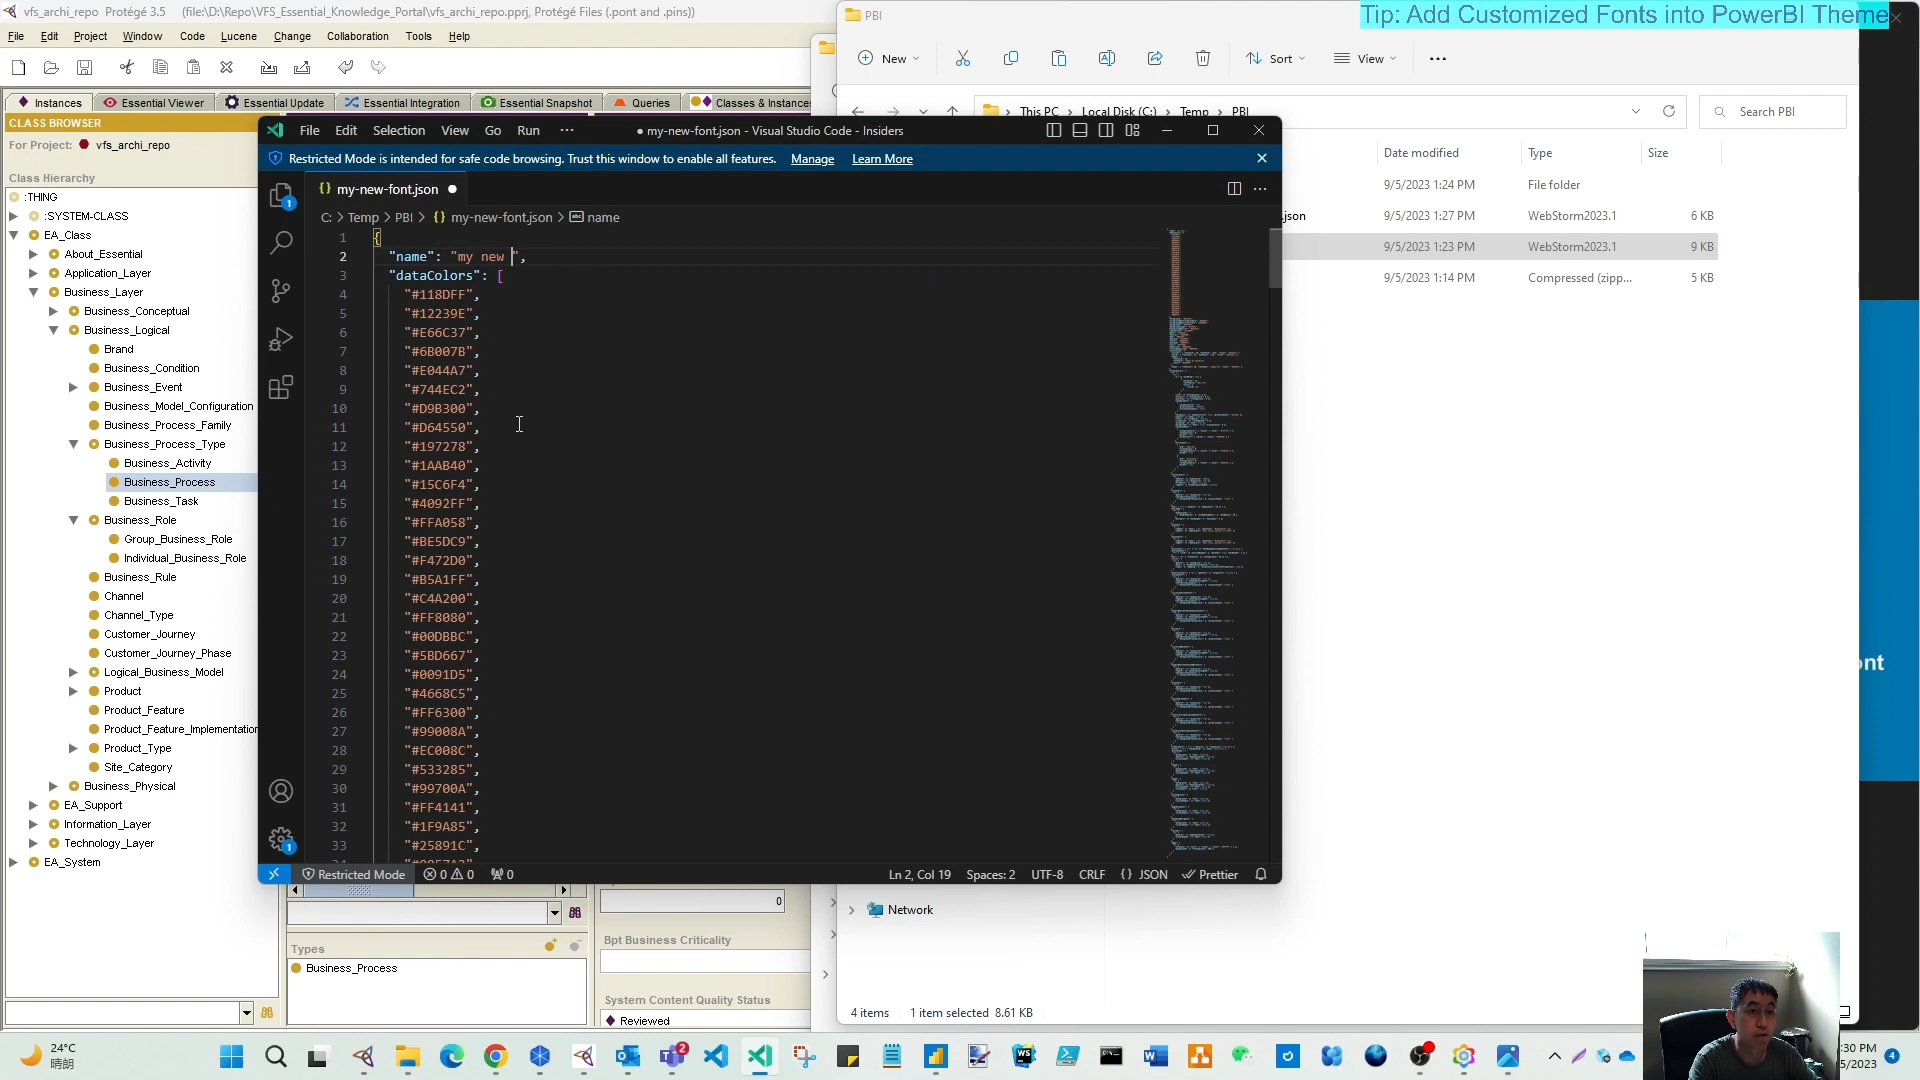 vfs_archi_repo Protégé 3.5 (file:\D:\Repo\VFS_Essential_Knowledge_Portal\vfs_archi_repo.pprj, Protégé Files (.pont and .pins))
File Edit Project Window Code Lucene Change Collaboration Tools Help
Instances Essential Viewer Essential Update Essential Integration Essential Snapshot Queries Classes & Instances
CLASS BROWSER
For Project: vfs_archi_repo
Class Hierarchy
:THING
:SYSTEM-CLASS
EA_Class
About_Essential
Application_Layer
Business_Layer
Business_Conceptual
Business_Logical
Brand
Business_Condition
Business_Event
Business_Model_Configuration
Business_Process_Family
Business_Process_Type
Business_Activity
Business_Process
Business_Task
Business_Role
Group_Business_Role
Individual_Business_Role
Business_Rule
Channel
Channel_Type
Customer_Journey
Customer_Journey_Phase
Logical_Business_Model
Product
Product_Feature
Product_Feature_Implementation
Product_Type
Site_Category
Business_Physical
EA_Support
Information_Layer
Technology_Layer
EA_System
File Edit Selection View Go Run ··· ● my-new-font.json - Visual Studio Code - Insiders
Restricted Mode is intended for safe code browsing. Trust this window to enable all features. Manage Learn More
{} my-new-font.json
C: > Temp > PBI > {} my-new-font.json > name
1 {
2 "name": "my new ",
3 "dataColors": [
4 "#118DFF",
5 "#12239E",
6 "#E66C37",
7 "#6B007B",
8 "#E044A7",
9 "#744EC2",
10 "#D9B300",
11 "#D64550",
12 "#197278",
13 "#1AAB40",
14 "#15C6F4",
15 "#4092FF",
16 "#FFA058",
17 "#BE5DC9",
18 "#F472D0",
19 "#B5A1FF",
20 "#C4A200",
21 "#FF8080",
22 "#00DBBC",
23 "#5BD667",
24 "#0091D5",
25 "#4668C5",
26 "#FF6300",
27 "#99008A",
28 "#EC008C",
29 "#533285",
30 "#99700A",
31 "#FF4141",
32 "#1F9A85",
33 "#25891C",
Restricted Mode 0 0 0 Ln 2, Col 19 Spaces: 2 UTF-8 CRLF {} JSON Prettier
0
Types
Business_Process
Bpt Business Criticality
System Content Quality Status
Reviewed
PBI
Tip: Add Customized Fonts into PowerBI Theme
New Sort View ···
This PC > Local Disk (C:) > Temp > PBI
Search PBI
Date modified Type Size
9/5/2023 1:24 PM File folder
.json 9/5/2023 1:27 PM WebStorm2023.1 6 KB
9/5/2023 1:23 PM WebStorm2023.1 9 KB
9/5/2023 1:14 PM Compressed (zipp... 5 KB
Network
4 items 1 item selected 8.61 KB
ont
24°C
晴朗
2
:30 PM
/5/2023
4